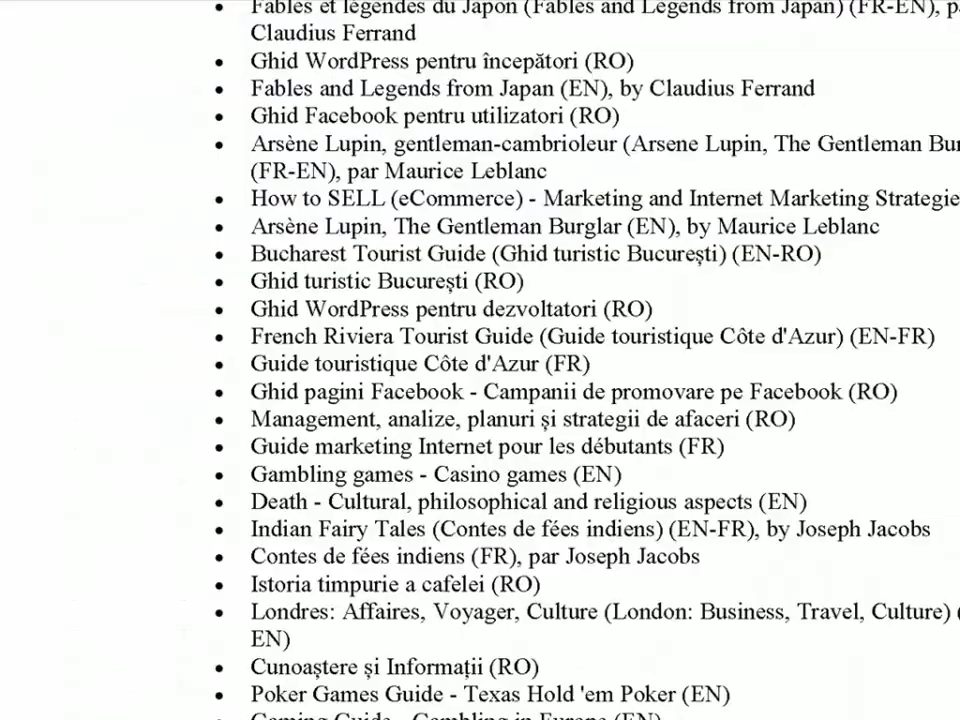 Fables et légendes du Japon (Fables and Legends from Japan) (FR-EN),
Claudius Ferrand
• Ghid WordPress pentru începători (RO)
• Fables and Legends from Japan (EN), by Claudius Ferrand
• Ghid Facebook pentru utilizatori (RO)
• Arsène Lupin, gentleman-cambrioleur (Arsene Lupin, The Gentleman
(FR-EN), par Maurice Leblanc
• How to SELL (eCommerce) - Marketing and Internet Marketing Strategie
• Arsène Lupin, The Gentleman Burglar (EN), by Maurice Leblanc
• Bucharest Tourist Guide (Ghid turistic București) (EN-RO)
• Ghid turistic București (RO)
• Ghid WordPress pentru dezvoltatori (RO)
• French Riviera Tourist Guide (Guide touristique Côte d'Azur) (EN-FR)
• Guide touristique Côte d'Azur (FR)
• Ghid pagini Facebook - Campanii de promovare pe Facebook (RO)
• Management, analize, planuri și strategii de afaceri (RO)
• Guide marketing Internet pour les débutants (FR)
• Gambling games - Casino games (EN)
• Death - Cultural, philosophical and religious aspects (EN)
• Indian Fairy Tales (Contes de fées indiens) (EN-FR), by Joseph Jacobs
• Contes de fées indiens (FR), par Joseph Jacobs
• Istoria timpurie a cafelei (RO)
• Londres: Affaires, Voyager, Culture (London: Business, Travel, Culture) (
EN)
• Cunoaștere și Informații (RO)
• Poker Games Guide - Texas Hold 'em Poker (EN)
Gaming Guide - Gambling in Europe (EN)